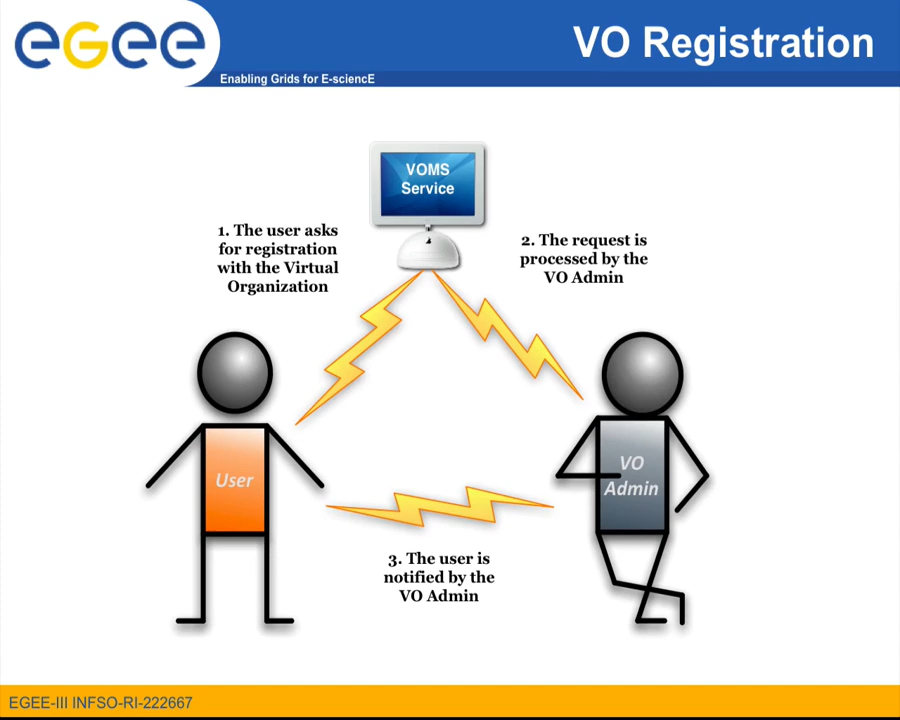 egee
VO Registration
Enabling Grids for E-sciencE
VOMS
Service
1. The user asks
for registration
with the Virtual
Organization
2. The request is
processed by the
VO Admin
User
VO
Admin
3. The user is
notified by the
VO Admin
EGEE-III INFSO-RI-222667